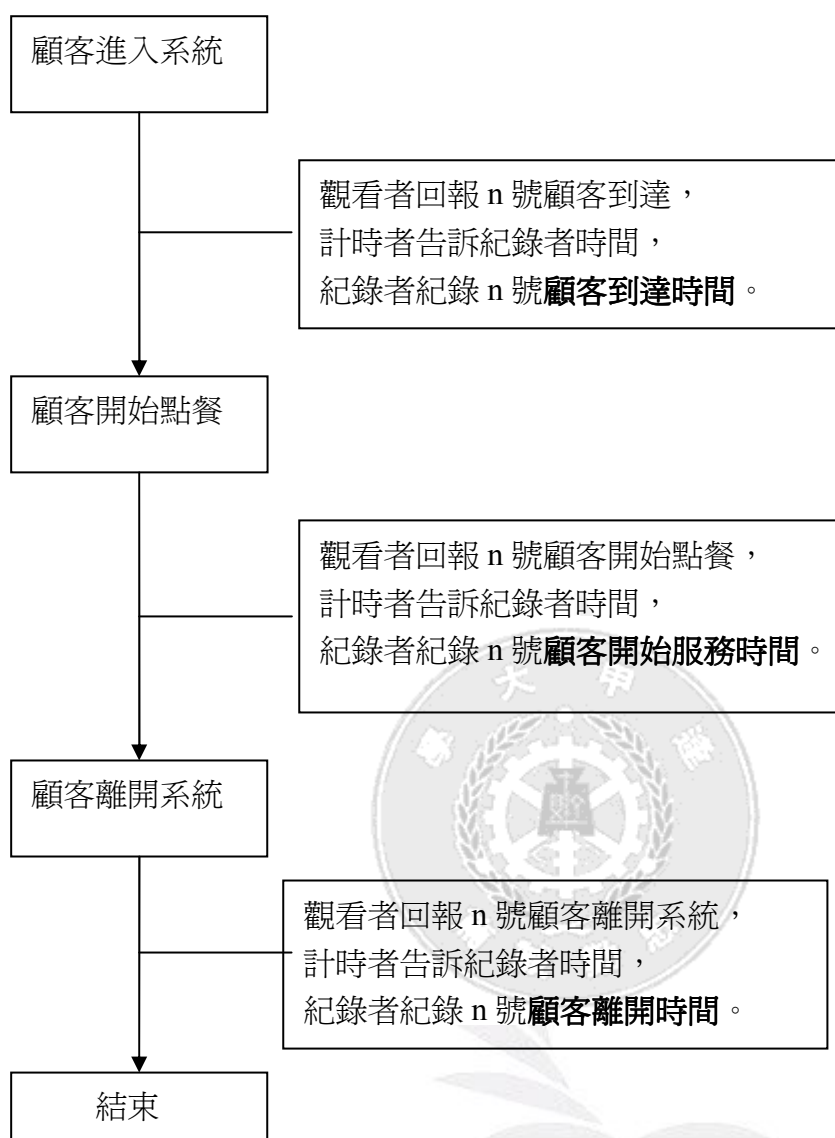 顧客進入系統
觀看者回報 n 號顧客到達，
計時者告訴紀錄者時間，
紀錄者紀錄 n 號顧客到達時間。
顧客開始點餐
觀看者回報 n 號顧客開始點餐，
計時者告訴紀錄者時間，
紀錄者紀錄 n 號顧客開始服務時間。
顧客離開系統
觀看者回報 n 號顧客離開系統，
計時者告訴紀錄者時間，
紀錄者紀錄 n 號顧客離開時間。
結束